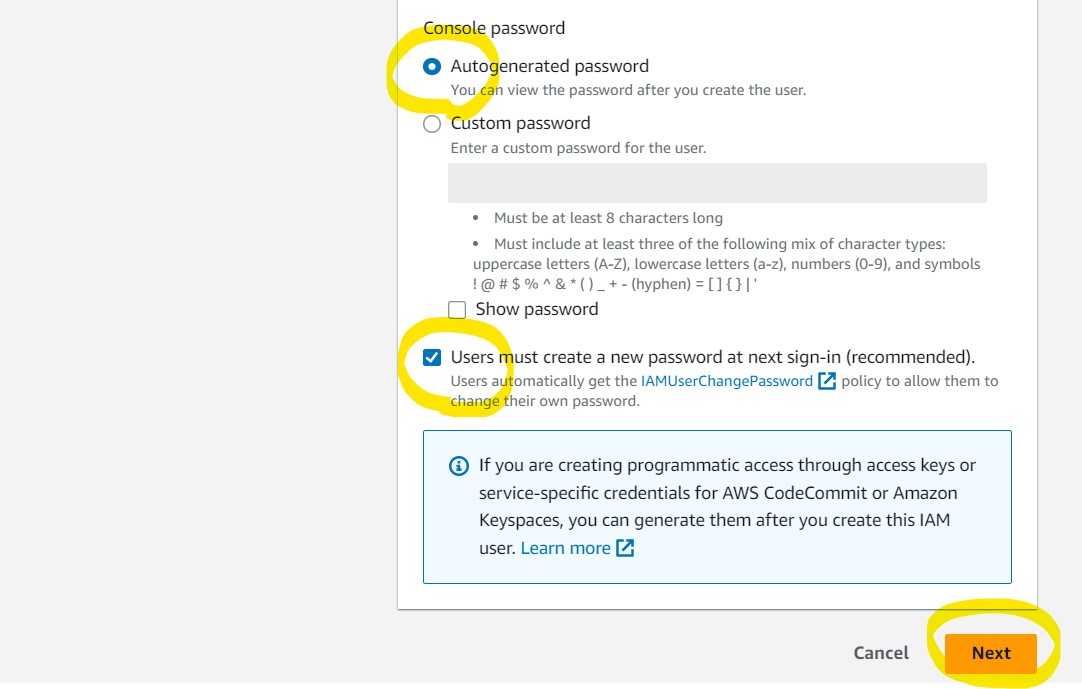 Console password
Autogenerated password
You can view the password after you create the user.
Custom password
Enter a custom password for the user.
• Must be at least 8 characters long
• Must include at least three of the following mix of character types:
uppercase letters (A-Z), lowercase letters (a-z), numbers (0-9), and symbols
! @ # $ % ^ & * ( ) _ + - (hyphen) = [ ] { } | '
Show password
Users must create a new password at next sign-in (recommended).
Users automatically get the IAMUserChangePassword policy to allow them to
change their own password.
If you are creating programmatic access through access keys or
service-specific credentials for AWS CodeCommit or Amazon
Keyspaces, you can generate them after you create this IAM
user. Learn more
Cancel
Next